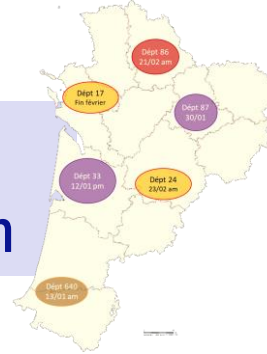 Dépt 86
21/02 am
Dépt 17
Fin février
Dépt 87
30/01
Dépt 33
12/01 pm
Dépt 24
23/02 am
n
Dépt 640
13/01 am